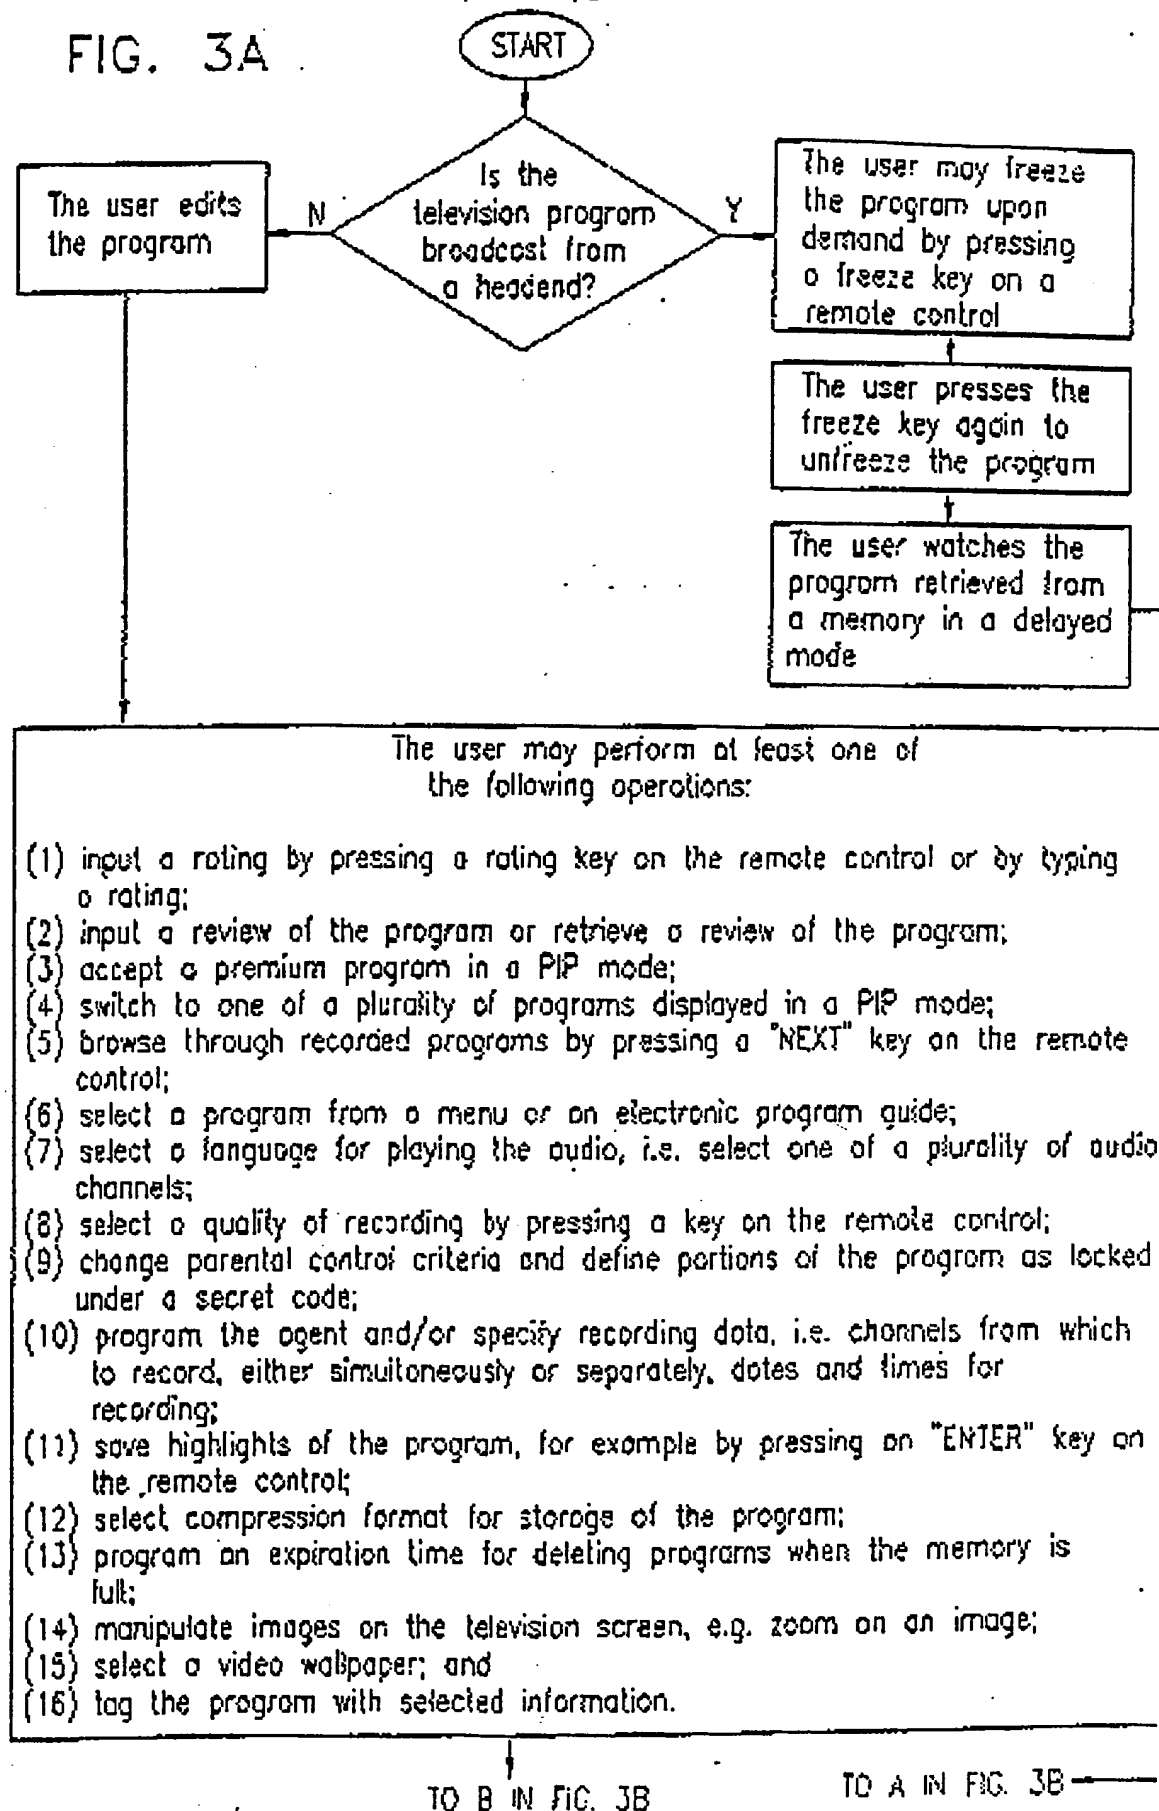 FIG. 3A
START
Is the
television program
broadcast from
a headend?
N
Y
The user edits
the program
The user may freeze
the program upon
demand by pressing
a freeze key on a
remote control
The user presses the
freeze key again to
unfreeze the program
The user watches the
program retrieved from
a memory in a delayed
mode
The user may perform at least one of
the following operations:
(1) input a rating by pressing a rating key on the remote control or by typing
a rating;
(2) input a review of the program or retrieve a review of the program;
(3) accept a premium program in a PIP mode;
(4) switch to one of a plurality of programs displayed in a PIP mode;
(5) browse through recorded programs by pressing a "NEXT" key on the remote
control;
(6) select a program from a menu or an electronic program guide;
(7) select a language for playing the audio, i.e. select one of a plurality of audio
channels;
(8) select a quality of recording by pressing a key on the remote control;
(9) change parental control criteria and define portions of the program as locked
under a secret code;
(10) program the agent and/or specify recording data, i.e. channels from which
to record, either simultaneously or separately, dates and times for
recording;
(11) save highlights of the program, for example by pressing an "ENTER" key on
the remote control;
(12) select compression format for storage of the program;
(13) program an expiration time for deleting programs when the memory is
full;
(14) manipulate images on the television screen, e.g. zoom on an image;
(15) select a video wallpaper; and
(16) tag the program with selected information.
TO B IN FIG. 3B
TO A IN FIG. 3B